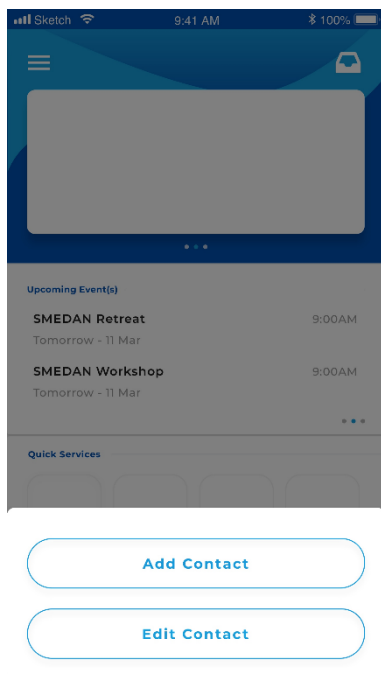 Sketch 9:41 AM 100%
Upcoming Event(s)
SMEDAN Retreat 9:00AM
Tomorrow - 11 Mar
SMEDAN Workshop 9:00AM
Tomorrow - 11 Mar
Quick Services
Add Contact
Edit Contact